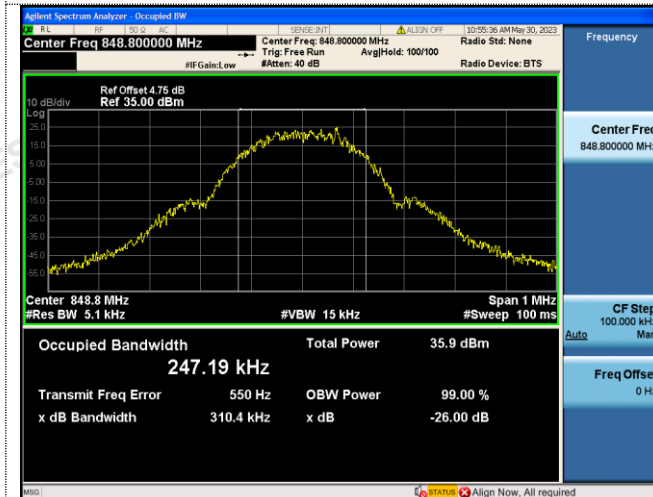 Agilent Spectrum Analyzer - Occupied BW
RL RF 50 Ω AC SENSE:INT ALIGN OFF 10:55:36 AM May 30, 2023
Center Freq 848.800000 MHz
Center Freq: 848.800000 MHz Radio Std: None
Trig: Free Run Avg|Hold: 100/100
#IFGain:Low #Atten: 40 dB Radio Device: BTS
Ref Offset 4.75 dB
10 dB/div Ref 35.00 dBm
Log
25.0
15.0
5.00
-5.00
-15.0
-25.0
-35.0
-45.0
-55.0
Center 848.8 MHz Span 1 MHz
#Res BW 5.1 kHz #VBW 15 kHz #Sweep 100 ms
Occupied Bandwidth Total Power 35.9 dBm
247.19 kHz
Transmit Freq Error 550 Hz OBW Power 99.00 %
x dB Bandwidth 310.4 kHz x dB -26.00 dB
MSG STATUS Align Now, All required
Frequency
Center Freq
848.800000 MHz
CF Step
100.000 kHz
Auto Man
Freq Offset
0 Hz